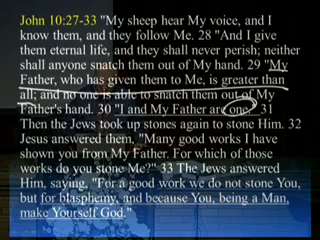 John 10:27-33 "My sheep hear My voice, and I
know them, and they follow Me. 28 "And I give
them eternal life, and they shall never perish; neither
shall anyone snatch them out of My hand. 29 "My
Father, who has given them to Me, is greater than
all; and no one is able to snatch them out of My
Father's hand. 30 "I and My Father are one." 31
Then the Jews took up stones again to stone Him. 32
Jesus answered them, "Many good works I have
shown you from My Father. For which of those
works do you stone Me?" 33 The Jews answered
Him, saying, "For a good work we do not stone You,
but for blasphemy, and because You, being a Man,
make Yourself God."